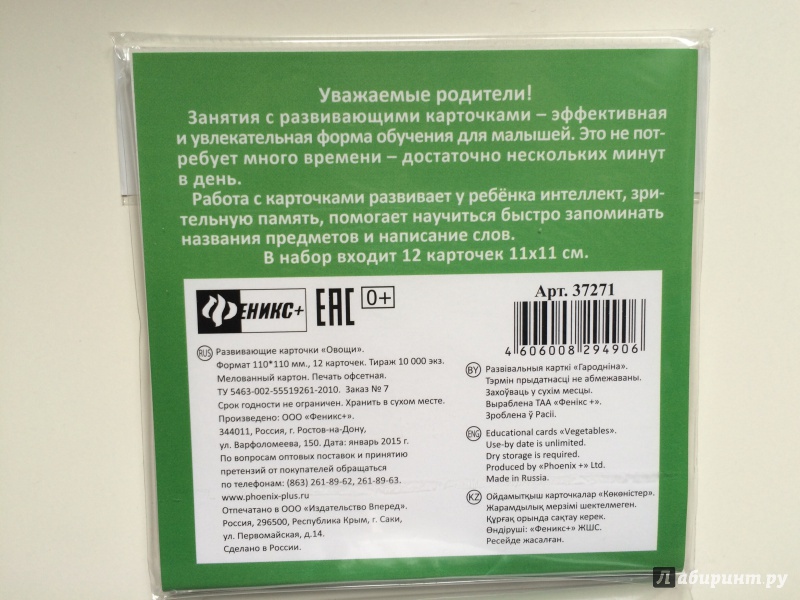 Уважаемые родители!
Занятия с развивающими карточками – эффективная
и увлекательная форма обучения для малышей. Это не пот-
ребует много времени – достаточно нескольких минут
в день.
Работа с карточками развивает у ребёнка интеллект, зри-
тельную память, помогает научиться быстро запоминать
названия предметов и написание слов.
В набор входит 12 карточек 11х11 см.
ФЕНИКС+
EAC
0+
Арт. 37271
4 606008 294906
RUS Развивающие карточки «Овощи».
Формат 110*110 мм., 12 карточек. Тираж 10 000 экз.
Мелованный картон. Печать офсетная.
ТУ 5463-002-55519261-2010. Заказ № 7
Срок годности не ограничен. Хранить в сухом месте.
Произведено: ООО «Феникс+».
344011, Россия, г. Ростов-на-Дону,
ул. Варфоломеева, 150. Дата: январь 2015 г.
По вопросам оптовых поставок и принятию
претензий от покупателей обращаться
по телефонам: (863) 261-89-62, 261-89-63.
www.phoenix-plus.ru
Отпечатано в ООО «Издательство Вперед».
Россия, 296500, Республика Крым, г. Саки,
ул. Первомайская, д.14.
Сделано в России.
BY Развівальныя карткі «Гародніна».
Тэрмін прыдатнасці не абмежаваны.
Захоўваць у сухім месцы.
Выраблена ТАА «Фенікс +».
Зроблена ў Расіі.
ENG Educational cards «Vegetables».
Use-by date is unlimited.
Dry storage is required.
Produced by «Phoenix +» Ltd.
Made in Russia.
KZ Ойдамытқыш карточкалар «Көкөністер».
Жарамдылық мерзімі шектелмеген.
Құрғақ орында сақтау керек.
Өндіруші: «Феникс+» ЖШС.
Ресейде жасалған.
Лабиринт.ру